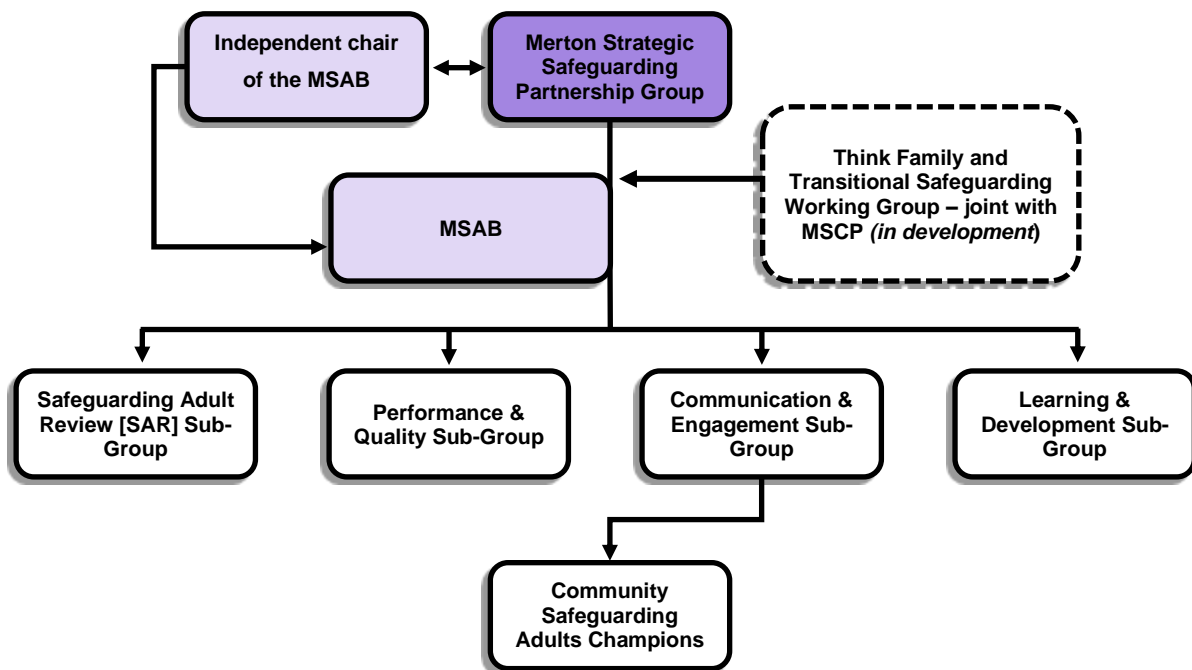 Independent chair
of the MSAB
Merton Strategic
Safeguarding
Partnership Group
Think Family and
Transitional Safeguarding
Working Group – joint with
MSCP (in development)
MSAB
Safeguarding Adult
Review [SAR] Sub-
Group
Performance &
Quality Sub-Group
Communication &
Engagement Sub-
Group
Learning &
Development Sub-
Group
Community
Safeguarding
Adults Champions